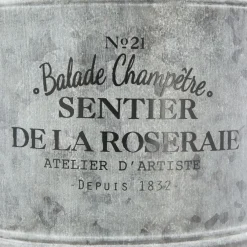 No21
Balade Champêtre
SENTIER
DE LA ROSERAIE
ATELIER D'ARTISTE
-Depuis 1832-